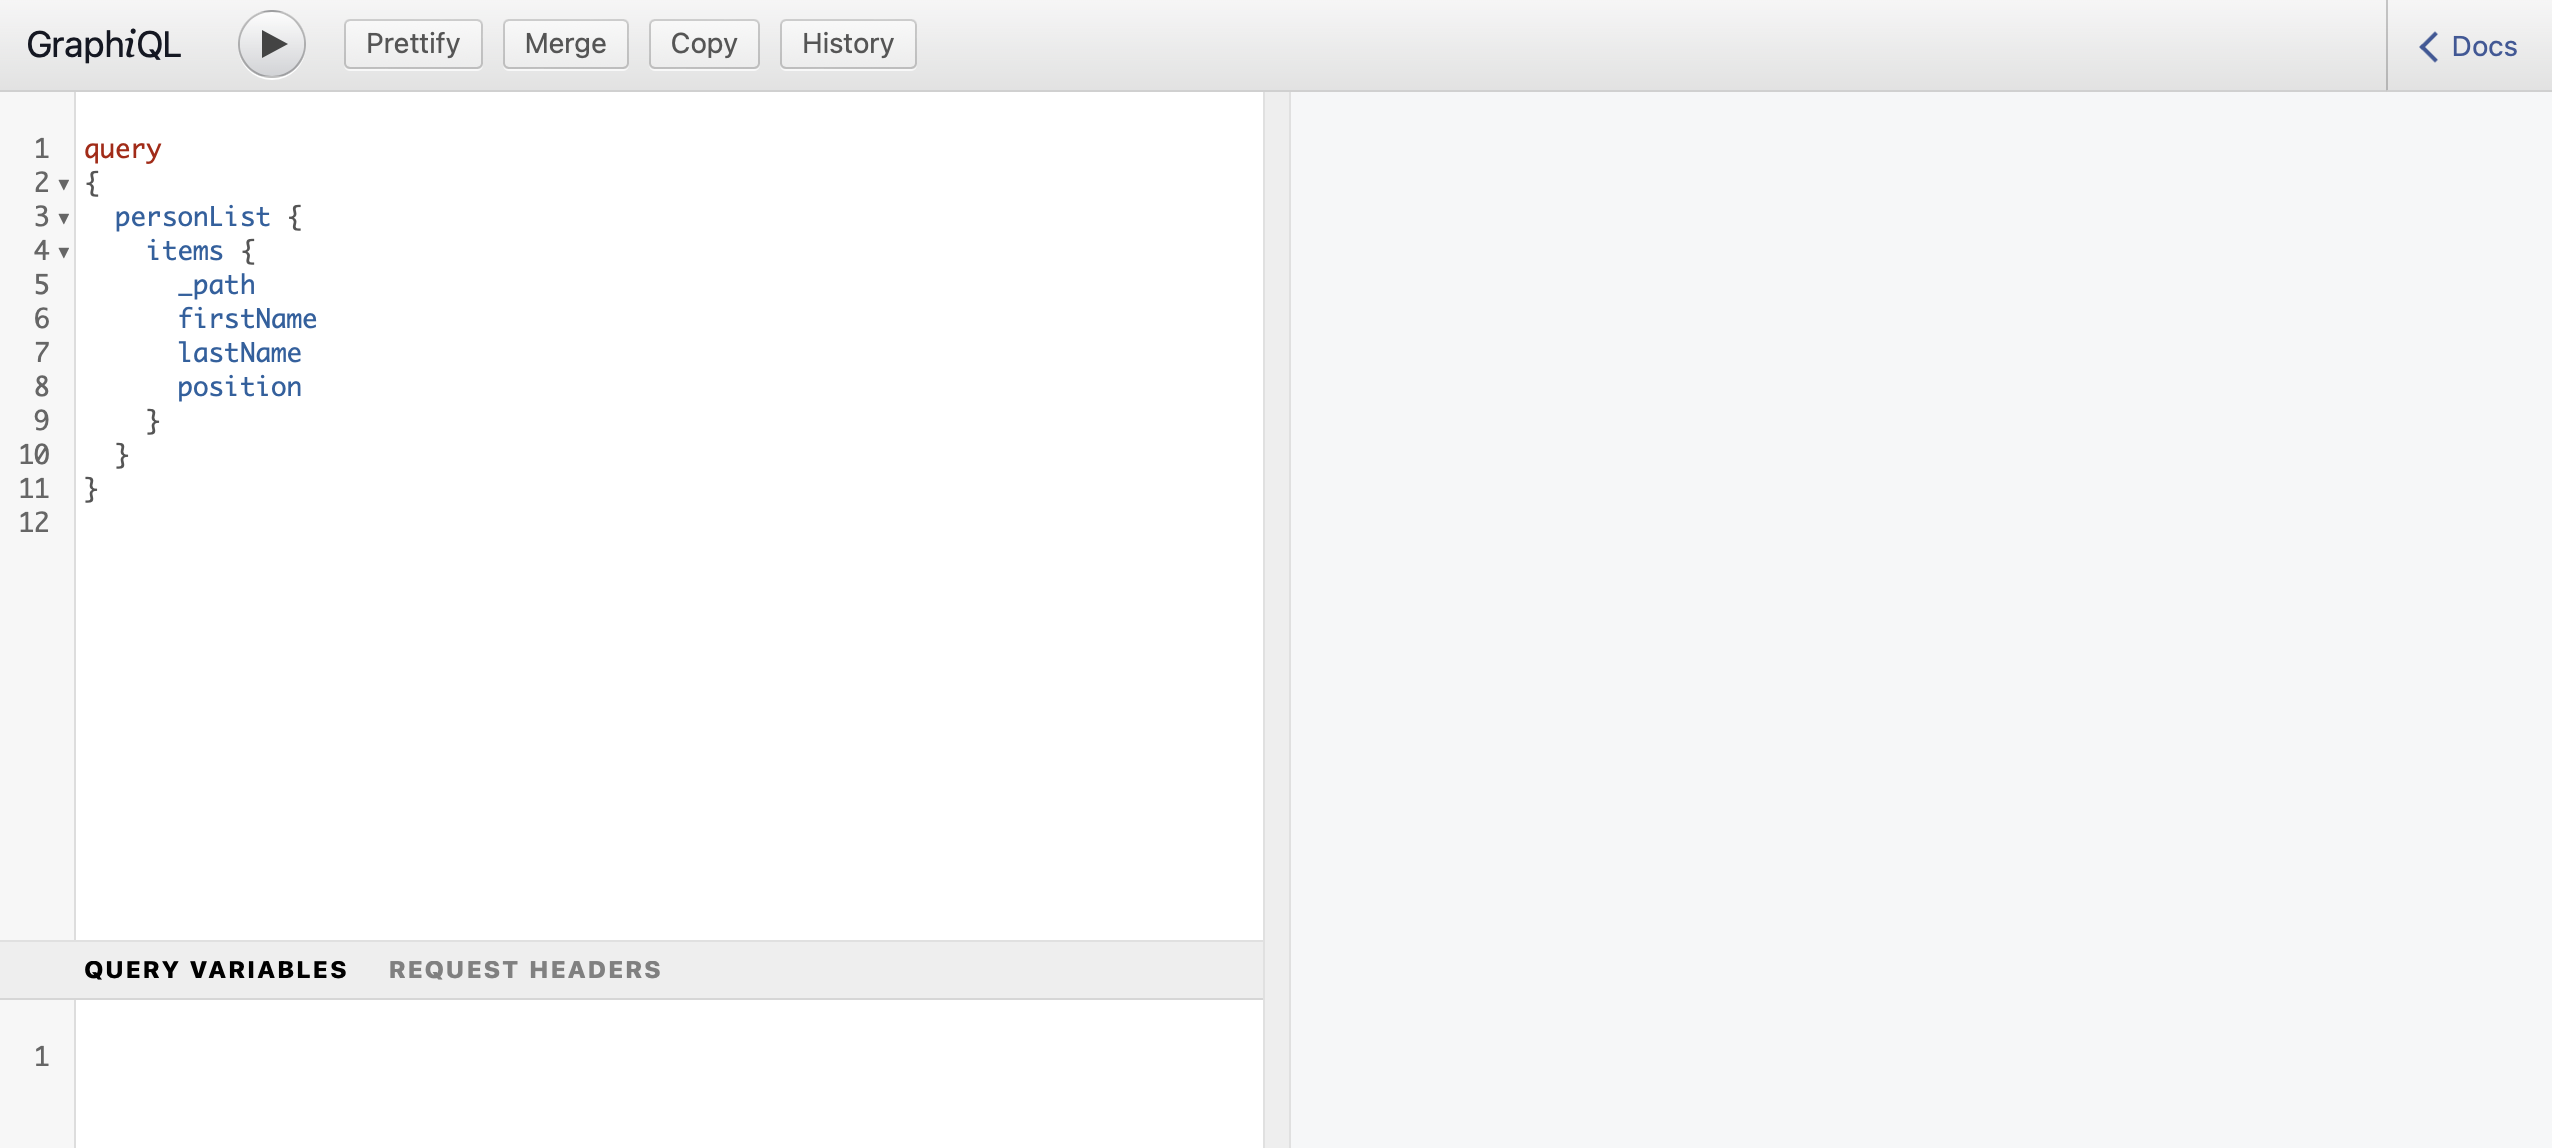 GraphiQL Prettify Merge Copy History Docs
1 query
2 {
3   personList {
4     items {
5       _path
6       firstName
7       lastName
8       position
9     }
10   }
11 }
12
QUERY VARIABLES REQUEST HEADERS
1